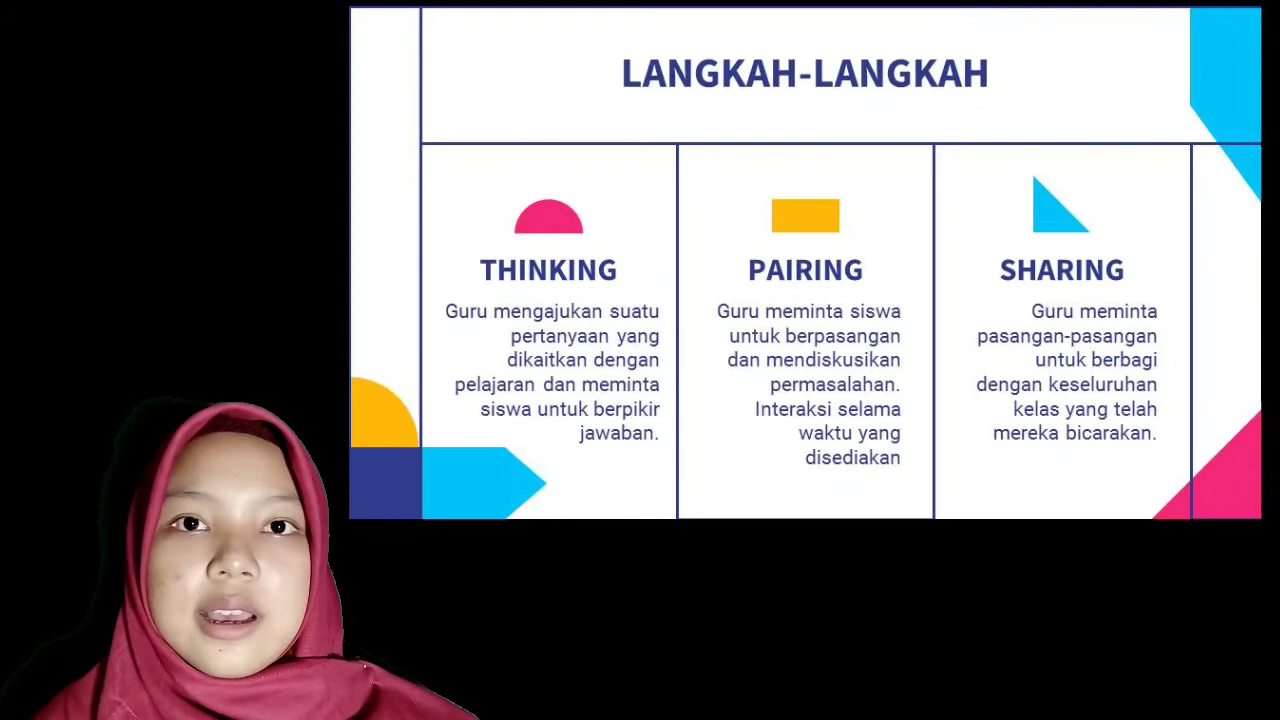 LANGKAH-LANGKAH
THINKING
Guru mengajukan suatu
pertanyaan yang
dikaitkan dengan
pelajaran dan meminta
siswa untuk berpikir
jawaban.
PAIRING
Guru meminta siswa
untuk berpasangan
dan mendiskusikan
permasalahan.
Interaksi selama
waktu yang
disediakan
SHARING
Guru meminta
pasangan-pasangan
untuk berbagi
dengan keseluruhan
kelas yang telah
mereka bicarakan.